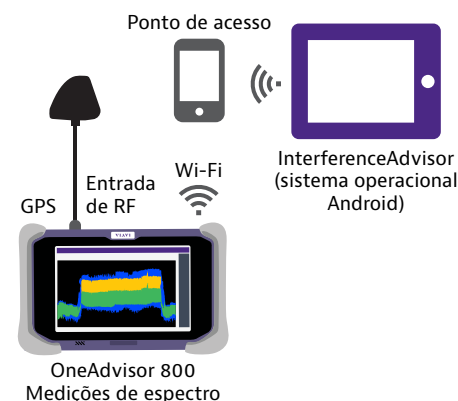 Ponto de acesso
InterferenceAdvisor
(sistema operacional
Android)
Wi-Fi
Entrada
de RF
GPS
VIAVI
OneAdvisor 800
Medições de espectro